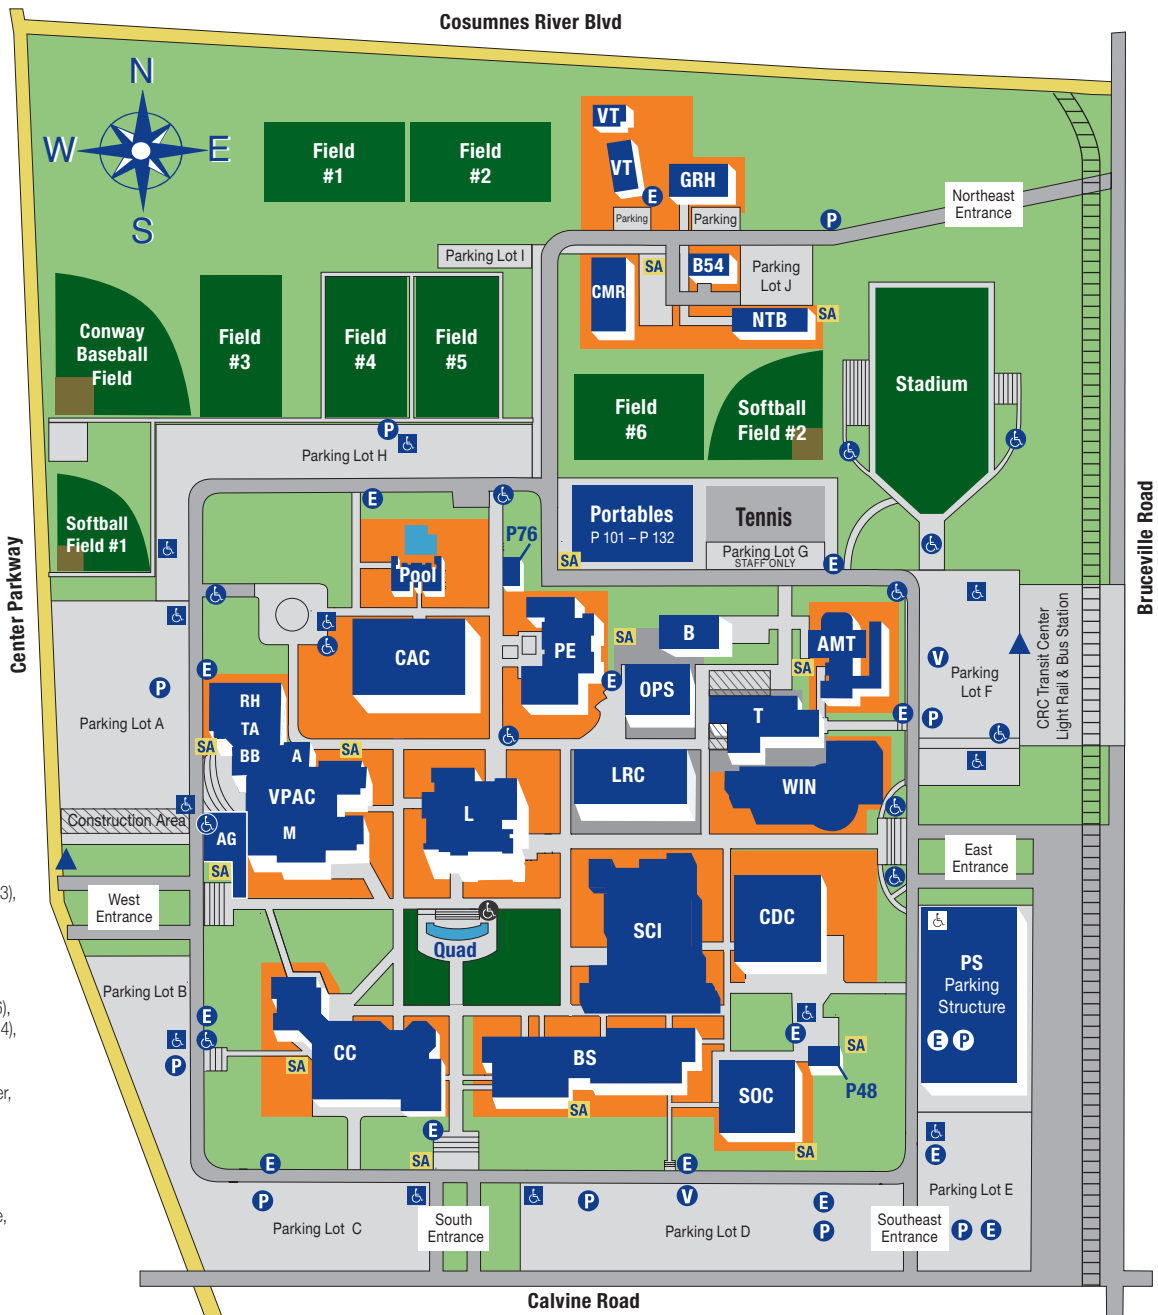 Cosumnes River Blvd
N
W
E
S
Field
#1
Field
#2
VT
VT
GRH
E
Parking
Parking
P
Northeast
Entrance
Parking Lot I
SA
B54
Parking
Lot J
CMR
NTB
SA
Conway
Baseball
Field
Field
#3
Field
#4
Field
#5
Stadium
Field
#6
Softball
Field #2
P
Parking Lot H
E
Softball
Field #1
P76
Portables
P 101 – P 132
Tennis
Parking Lot G
STAFF ONLY
SA
E
Pool
Center Parkway
Bruceville Road
CRC Transit Center
Light Rail & Bus Station
CAC
PE
SA
B
AMT
SA
V
Parking
Lot F
P
E
E
P
Parking Lot A
RH
TA
BB
A
SA
SA
E
OPS
T
E
VPAC
M
LRC
WIN
L
Construction Area
AG
SA
West
Entrance
East
Entrance
3),
SCI
CDC
Quad
PS
Parking
Structure
E P
Parking Lot B
6),
4),
E
P
CC
SA
BS
SA
E
SA
P48
SOC
SA
er,
E
E
SA
E
E
P
Parking Lot C
South
Entrance
P
V
Parking Lot D
E
P
Southeast
Entrance
Parking Lot E
P
E
e,
Calvine Road